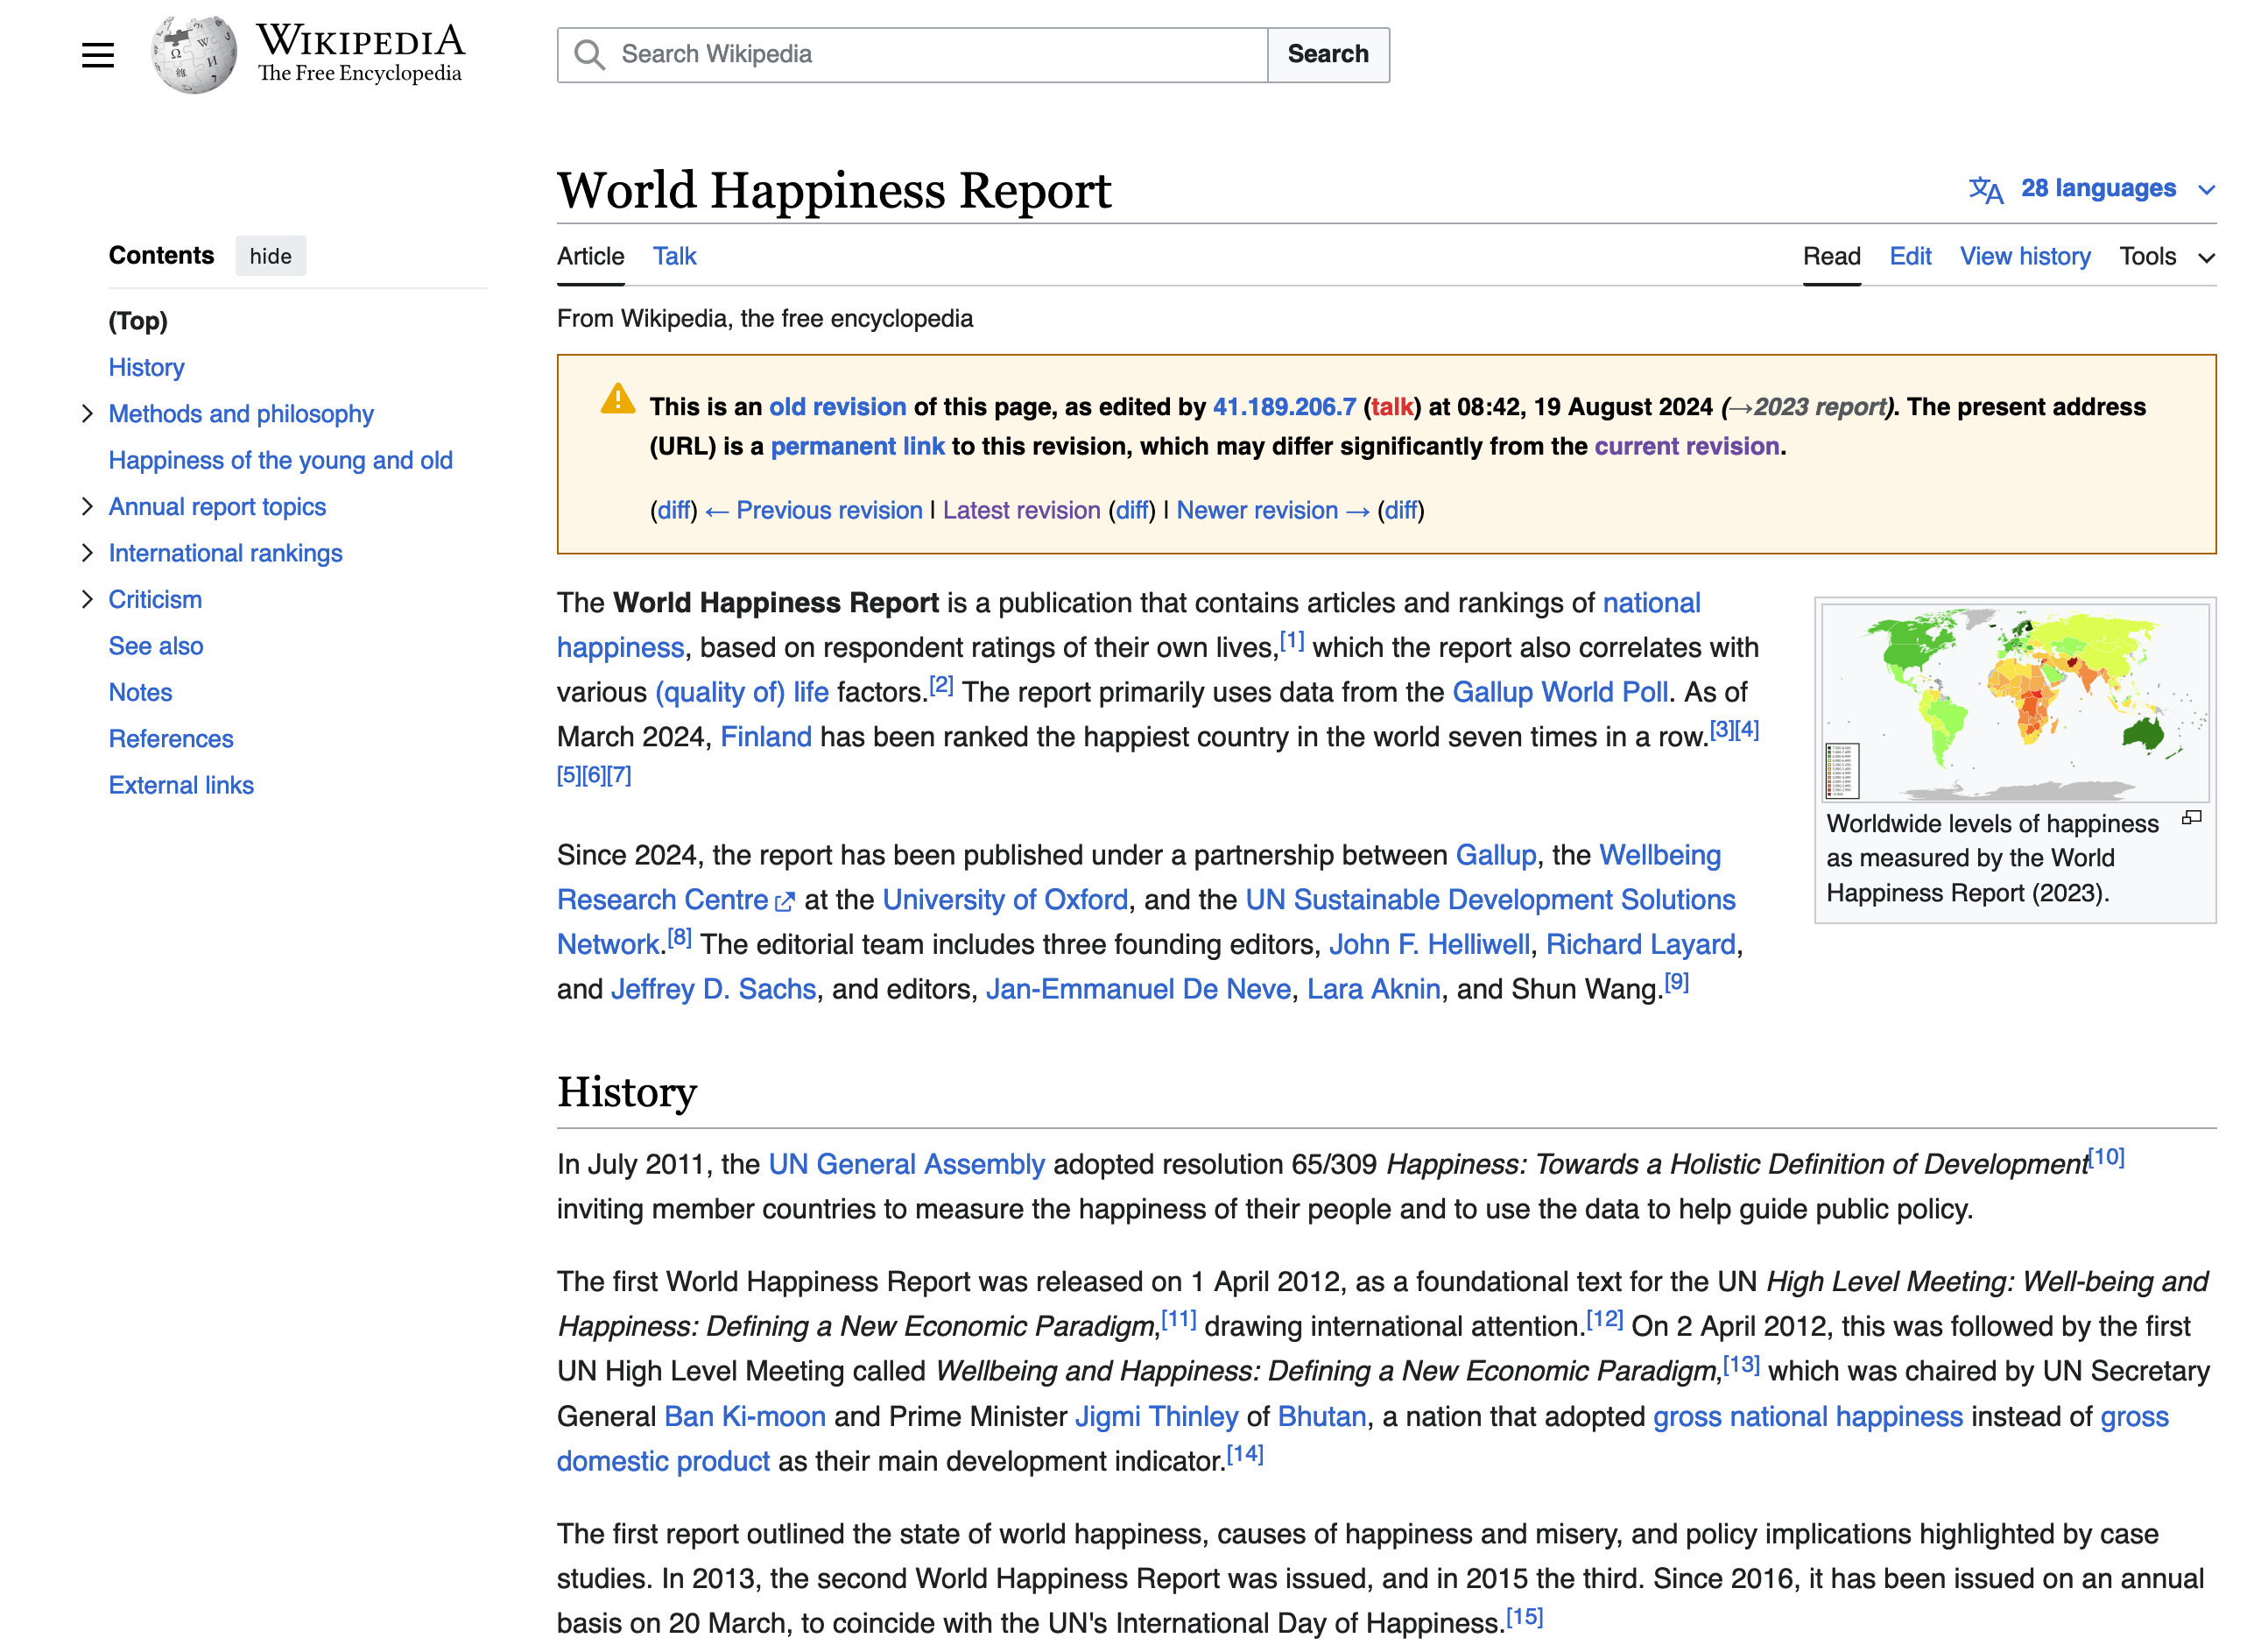 WIKIPEDIA
The Free Encyclopedia
Search Wikipedia
Search
World Happiness Report
28 languages
Contents
hide
(Top)
History
Methods and philosophy
Happiness of the young and old
Annual report topics
International rankings
Criticism
See also
Notes
References
External links
Article Talk
Read Edit View history Tools
From Wikipedia, the free encyclopedia
This is an old revision of this page, as edited by 41.189.206.7 (talk) at 08:42, 19 August 2024 (→2023 report). The present address
(URL) is a permanent link to this revision, which may differ significantly from the current revision.
(diff) ← Previous revision | Latest revision (diff) | Newer revision → (diff)
The World Happiness Report is a publication that contains articles and rankings of national
happiness, based on respondent ratings of their own lives,[1] which the report also correlates with
various (quality of) life factors.[2] The report primarily uses data from the Gallup World Poll. As of
March 2024, Finland has been ranked the happiest country in the world seven times in a row.[3][4]
[5][6][7]
Worldwide levels of happiness
as measured by the World
Happiness Report (2023).
Since 2024, the report has been published under a partnership between Gallup, the Wellbeing
Research Centre at the University of Oxford, and the UN Sustainable Development Solutions
Network.[8] The editorial team includes three founding editors, John F. Helliwell, Richard Layard,
and Jeffrey D. Sachs, and editors, Jan-Emmanuel De Neve, Lara Aknin, and Shun Wang.[9]
History
In July 2011, the UN General Assembly adopted resolution 65/309 Happiness: Towards a Holistic Definition of Development[10]
inviting member countries to measure the happiness of their people and to use the data to help guide public policy.
The first World Happiness Report was released on 1 April 2012, as a foundational text for the UN High Level Meeting: Well-being and
Happiness: Defining a New Economic Paradigm,[11] drawing international attention.[12] On 2 April 2012, this was followed by the first
UN High Level Meeting called Wellbeing and Happiness: Defining a New Economic Paradigm,[13] which was chaired by UN Secretary
General Ban Ki-moon and Prime Minister Jigmi Thinley of Bhutan, a nation that adopted gross national happiness instead of gross
domestic product as their main development indicator.[14]
The first report outlined the state of world happiness, causes of happiness and misery, and policy implications highlighted by case
studies. In 2013, the second World Happiness Report was issued, and in 2015 the third. Since 2016, it has been issued on an annual
basis on 20 March, to coincide with the UN's International Day of Happiness.[15]